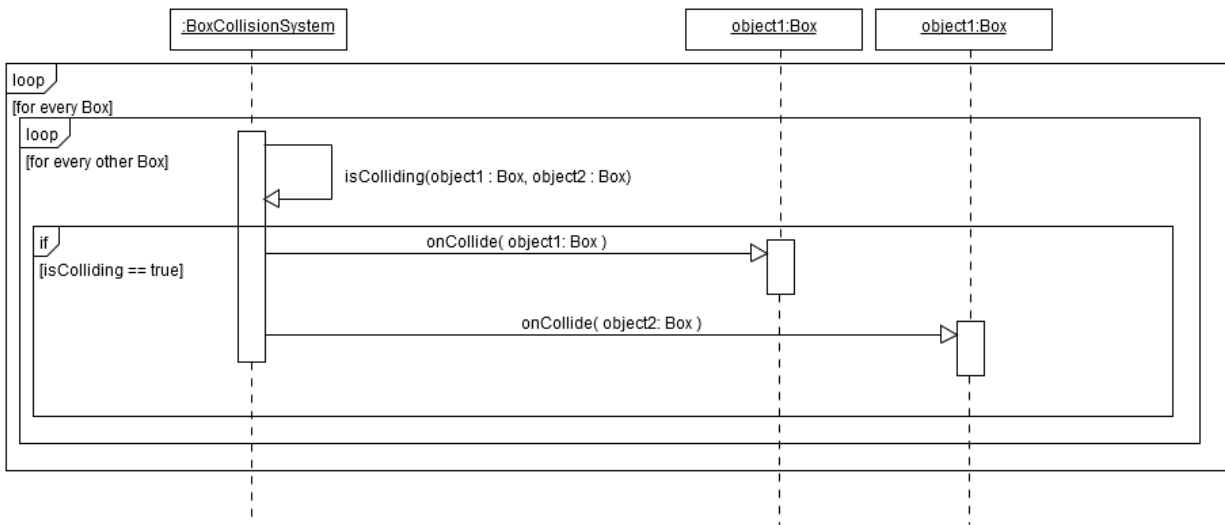 :BoxCollisionSystem
object1:Box
object1:Box
loop
[for every Box]
loop
[for every other Box]
isColliding(object1 : Box, object2 : Box)
if
onCollide( object1: Box )
[isColliding == true]
onCollide( object2: Box )